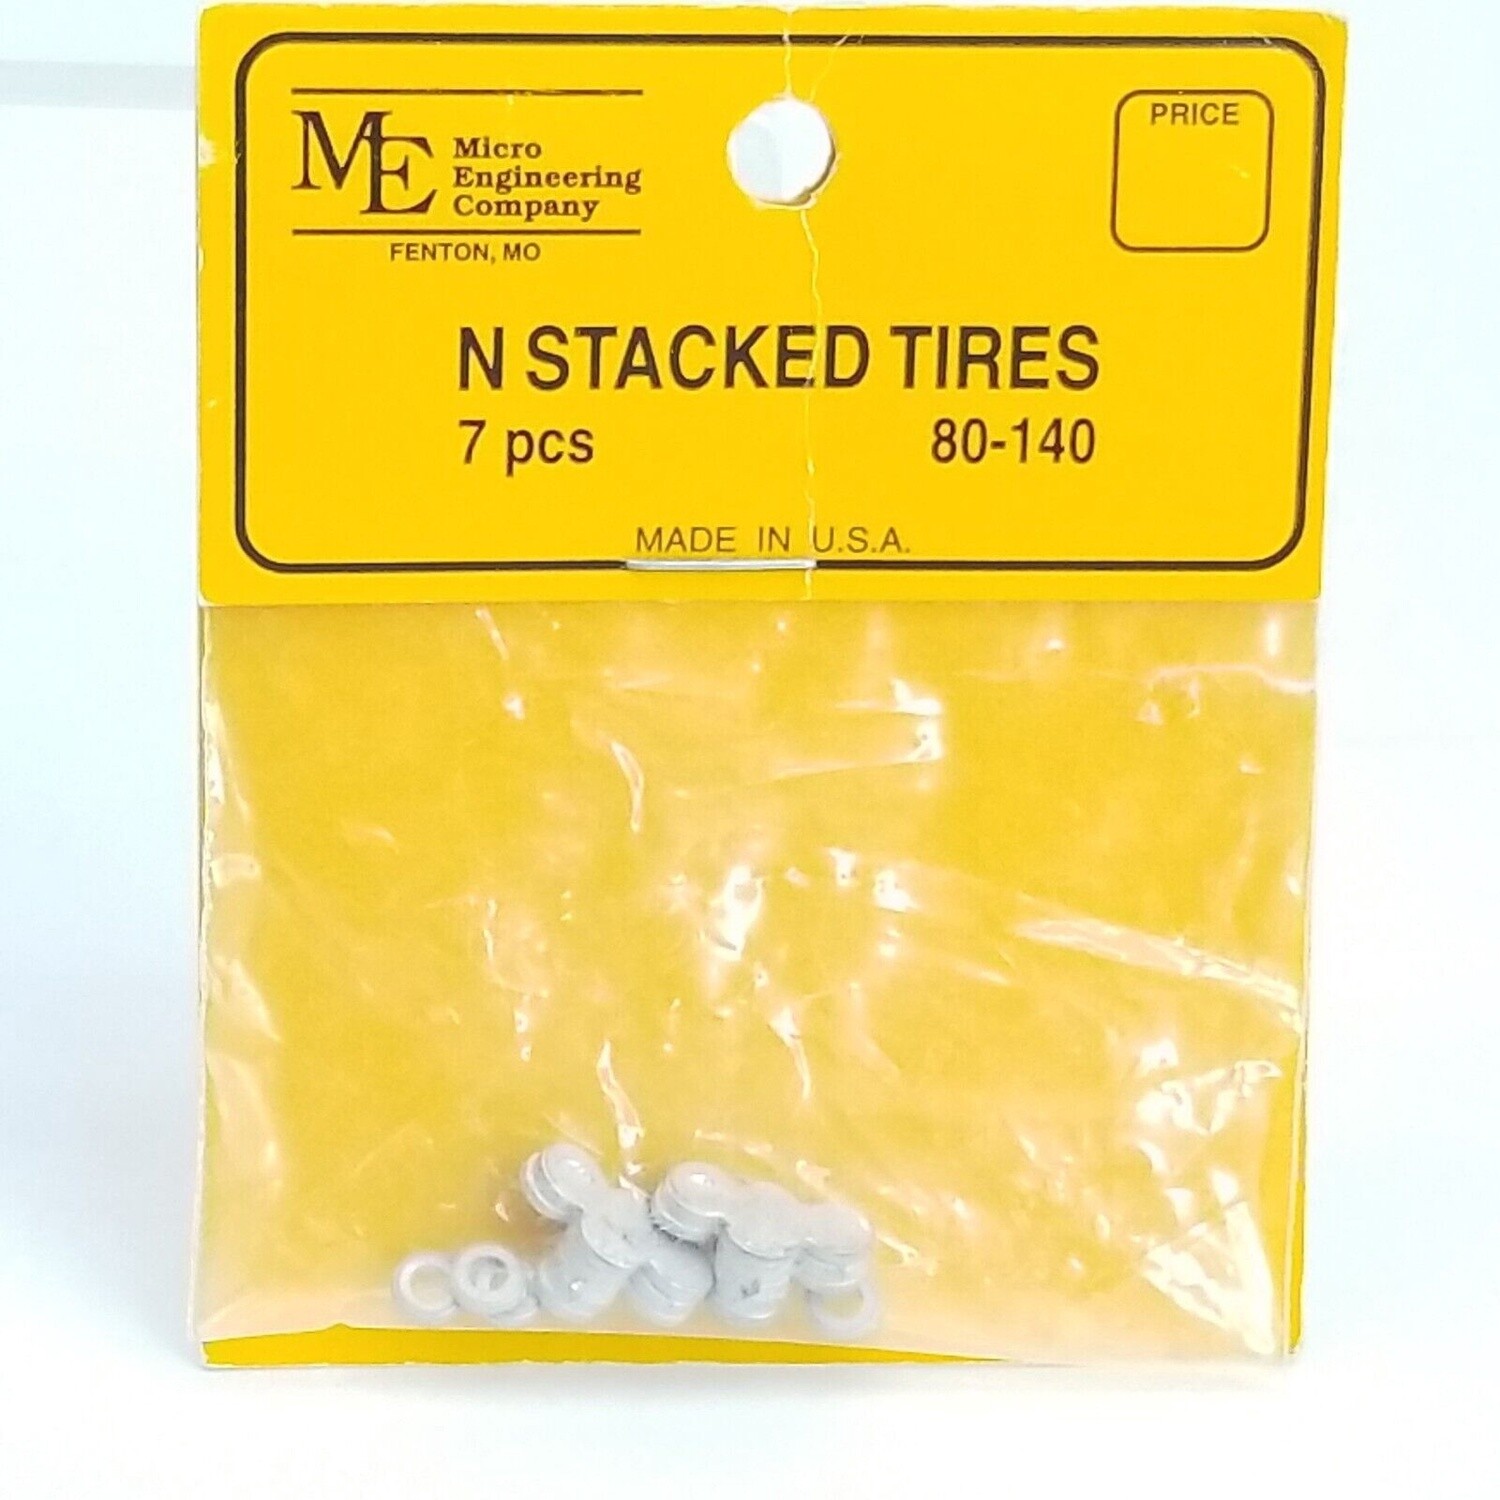 ME Micro
Engineering
Company
FENTON, MO
PRICE
N STACKED TIRES
7 pcs 80-140
MADE IN U.S.A.